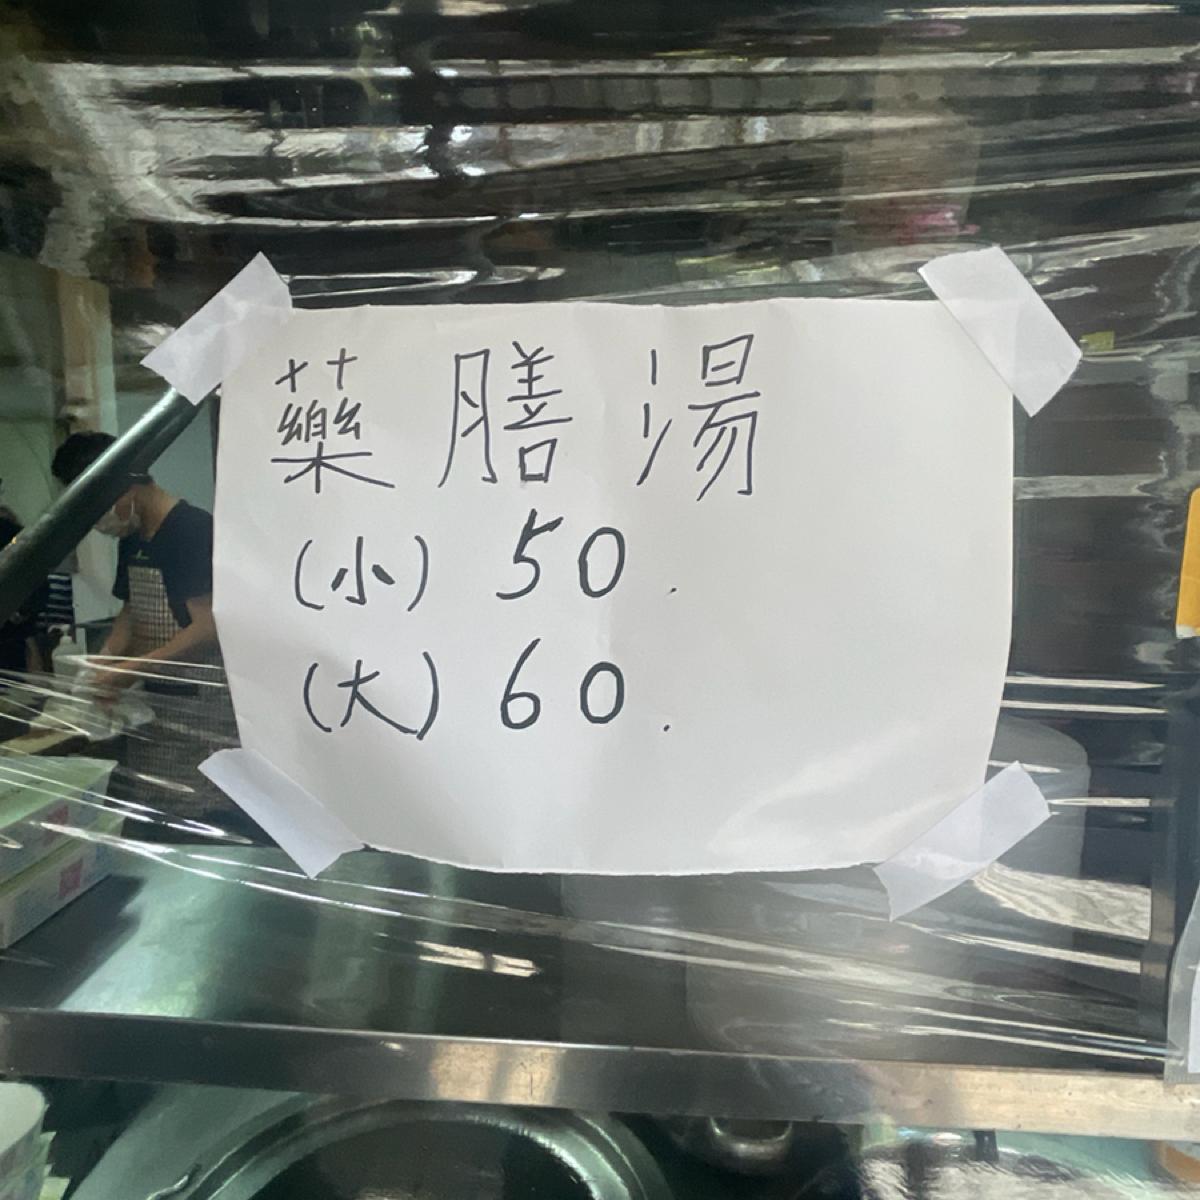 藥膳湯
(小) 50.
(大) 60.